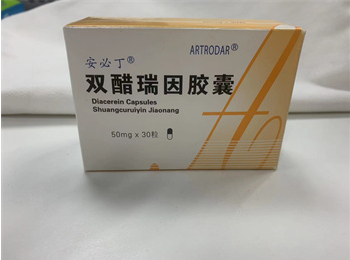 ARTRODAR®
安必丁®
双醋瑞因胶囊
Diacerein Capsules
Shuangcuruiyin Jiaonang
50mg x 30粒